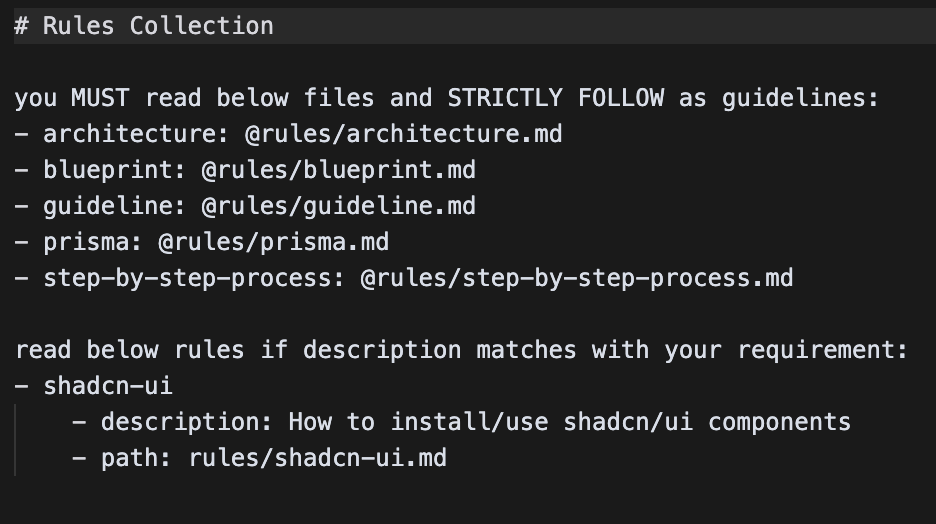 # Rules Collection
you MUST read below files and STRICTLY FOLLOW as guidelines:
- architecture: @rules/architecture.md
- blueprint: @rules/blueprint.md
- guideline: @rules/guideline.md
- prisma: @rules/prisma.md
- step-by-step-process: @rules/step-by-step-process.md
read below rules if description matches with your requirement:
- shadcn-ui
    - description: How to install/use shadcn/ui components
    - path: rules/shadcn-ui.md